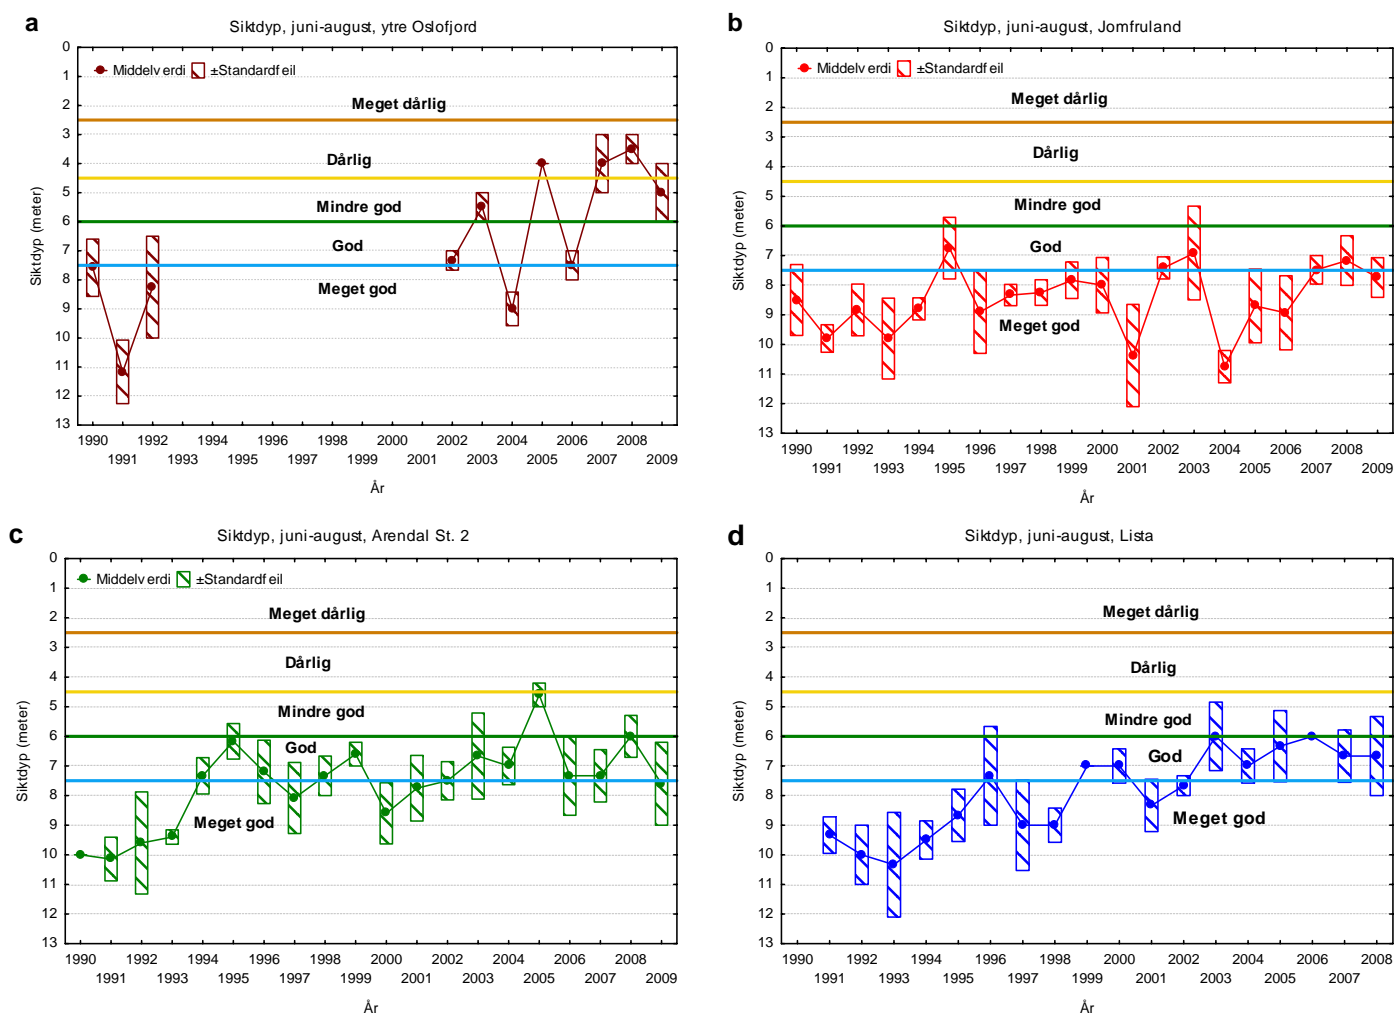 a
Siktdyp, juni-august, ytre Oslofjord
0
1
2
3
4
5
6
7
8
9
10
11
12
13
Siktdyp (meter)
Middelverdi ±Standardfeil
Meget dårlig
Dårlig
Mindre god
God
Meget god
1990 1992 1994 1996 1998 2000 2002 2004 2006 2008
1991 1993 1995 1997 1999 2001 2003 2005 2007 2009
År
b
Siktdyp, juni-august, Jomfruland
0
1
2
3
4
5
6
7
8
9
10
11
12
13
Siktdyp (meter)
Middelverdi ±Standardfeil
Meget dårlig
Dårlig
Mindre god
God
Meget god
1990 1992 1994 1996 1998 2000 2002 2004 2006 2008
1991 1993 1995 1997 1999 2001 2003 2005 2007 2009
År
c
Siktdyp, juni-august, Arendal St. 2
0
1
2
3
4
5
6
7
8
9
10
11
12
13
Siktdyp (meter)
Middelverdi ±Standardfeil
Meget dårlig
Dårlig
Mindre god
God
Meget god
1990 1992 1994 1996 1998 2000 2002 2004 2006 2008
1991 1993 1995 1997 1999 2001 2003 2005 2007 2009
År
d
Siktdyp, juni-august, Lista
0
1
2
3
4
5
6
7
8
9
10
11
12
13
Siktdyp (meter)
Meget dårlig
Dårlig
Mindre god
God
Meget god
1990 1992 1994 1996 1998 2000 2002 2004 2006 2008
1991 1993 1995 1997 1999 2001 2003 2005 2007
År